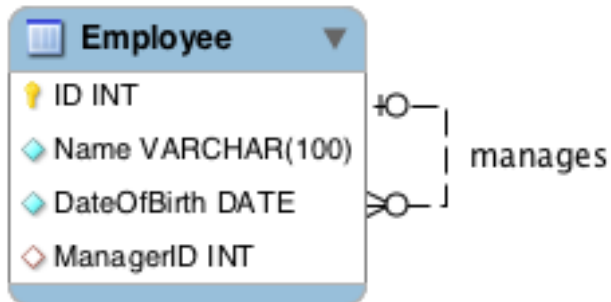 Employee
ID INT
Name VARCHAR(100)
DateOfBirth DATE
ManagerID INT
manages